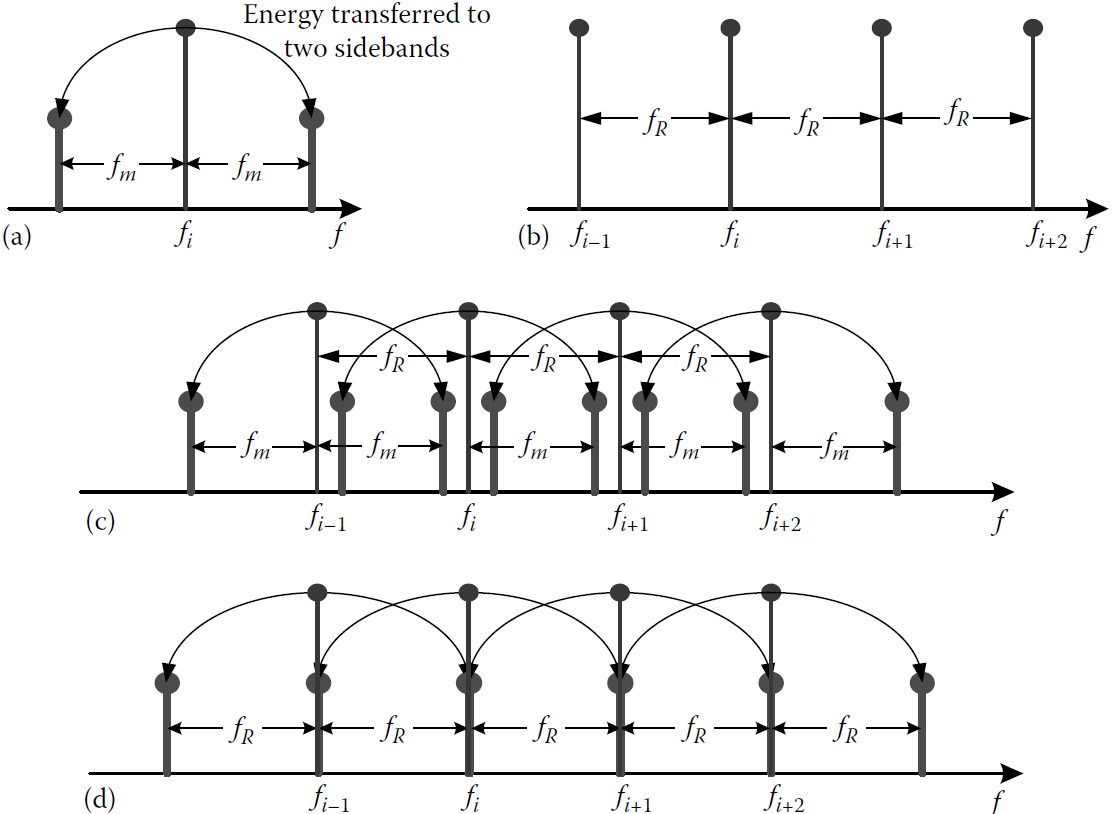 Energy transferred to
two sidebands
f_m f_m
(a) f_i f
f_R f_R f_R
(b) f_{i−1} f_i f_{i+1} f_{i+2} f
f_R f_R f_R
f_m f_m f_m f_m f_m
(c) f_{i−1} f_i f_{i+1} f_{i+2} f
f_R f_R f_R f_R f_R
(d) f_{i−1} f_i f_{i+1} f_{i+2} f